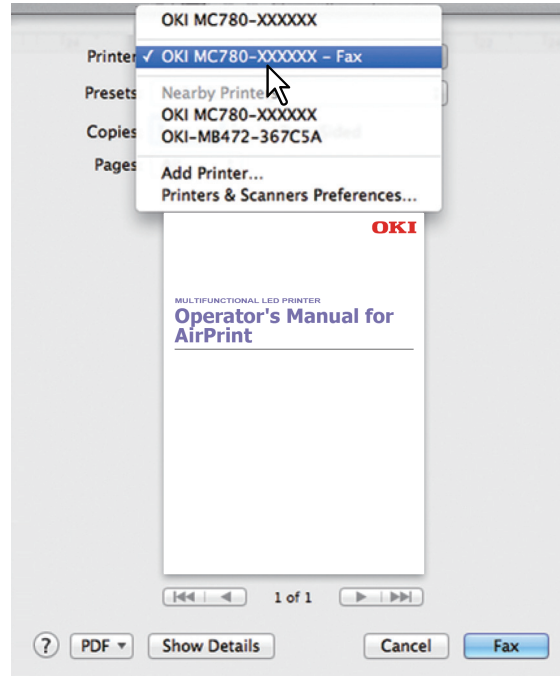 OKI MC780-XXXXXX
Printer ✓ OKI MC780-XXXXXX – Fax
Presets Nearby Printers
OKI MC780-XXXXXX
Copies OKI-MB472-367C5A
Pages Add Printer...
Printers & Scanners Preferences...
OKI
MULTIFUNCTIONAL LED PRINTER
Operator's Manual for
AirPrint
1 of 1
? PDF Show Details Cancel Fax